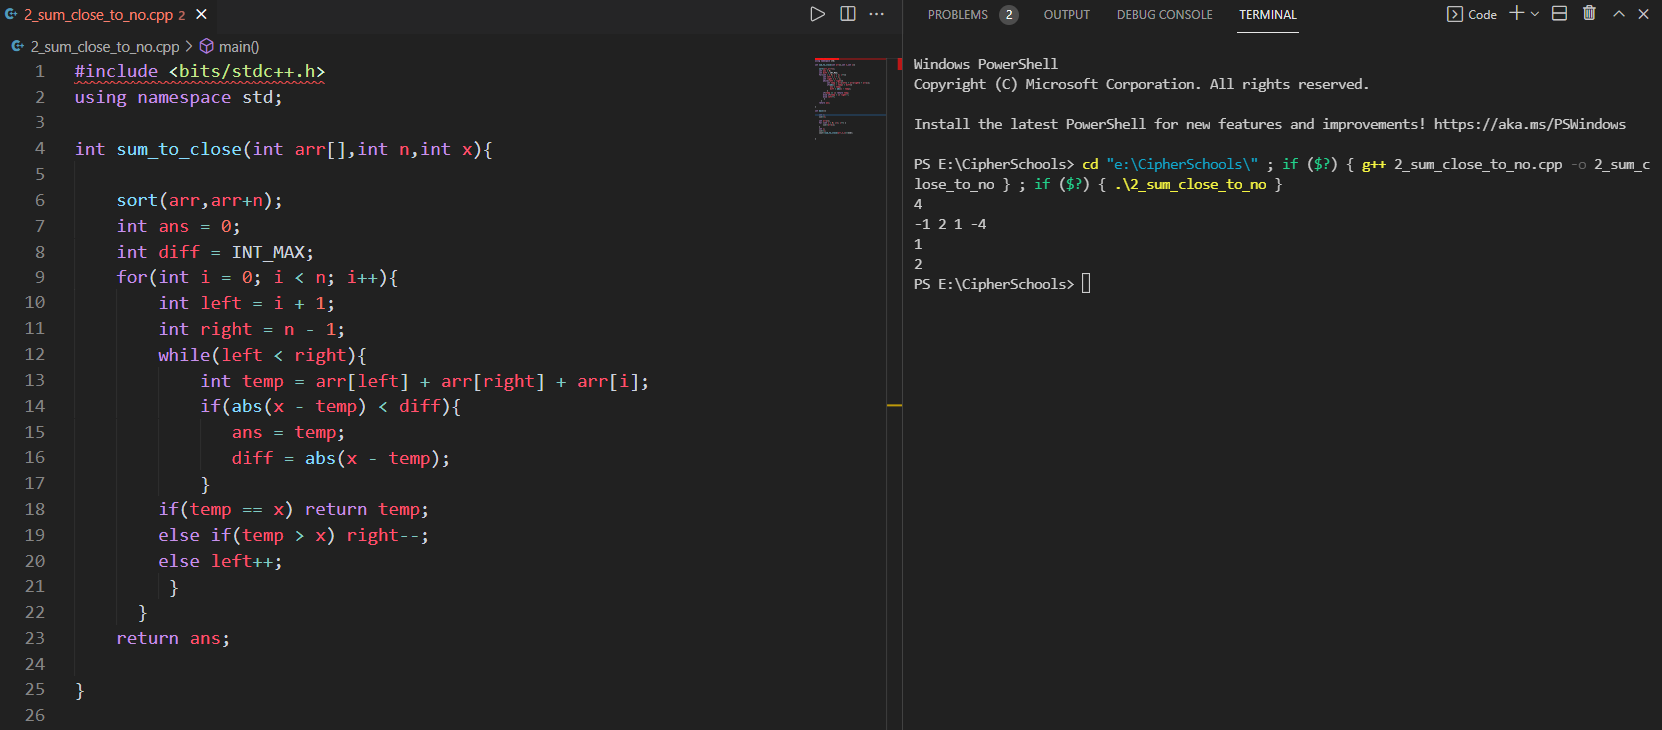 2_sum_close_to_no.cpp 2
2_sum_close_to_no.cpp > main()
1 #include <bits/stdc++.h>
2 using namespace std;
3
4 int sum_to_close(int arr[],int n,int x){
5
6 sort(arr,arr+n);
7 int ans = 0;
8 int diff = INT_MAX;
9 for(int i = 0; i < n; i++){
10 int left = i + 1;
11 int right = n - 1;
12 while(left < right){
13 int temp = arr[left] + arr[right] + arr[i];
14 if(abs(x - temp) < diff){
15 ans = temp;
16 diff = abs(x - temp);
17 }
18 if(temp == x) return temp;
19 else if(temp > x) right--;
20 else left++;
21 }
22 }
23 return ans;
24
25 }
26
PROBLEMS 2 OUTPUT DEBUG CONSOLE TERMINAL Code
Windows PowerShell
Copyright (C) Microsoft Corporation. All rights reserved.
Install the latest PowerShell for new features and improvements! https://aka.ms/PSWindows
PS E:\CipherSchools> cd "e:\CipherSchools\" ; if ($?) { g++ 2_sum_close_to_no.cpp -o 2_sum_c
lose_to_no } ; if ($?) { .\2_sum_close_to_no }
4
-1 2 1 -4
1
2
PS E:\CipherSchools>